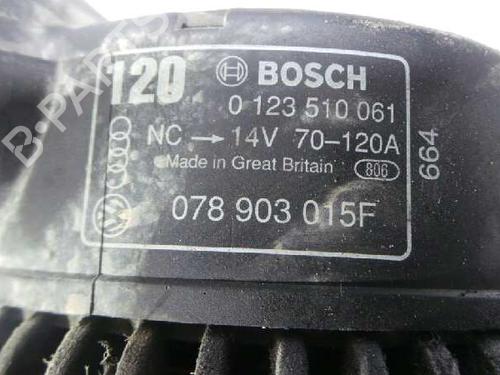 120 BOSCH
0 123 510 061
NC → 14V 70-120A
Made in Great Britain 806
664
078 903 015F